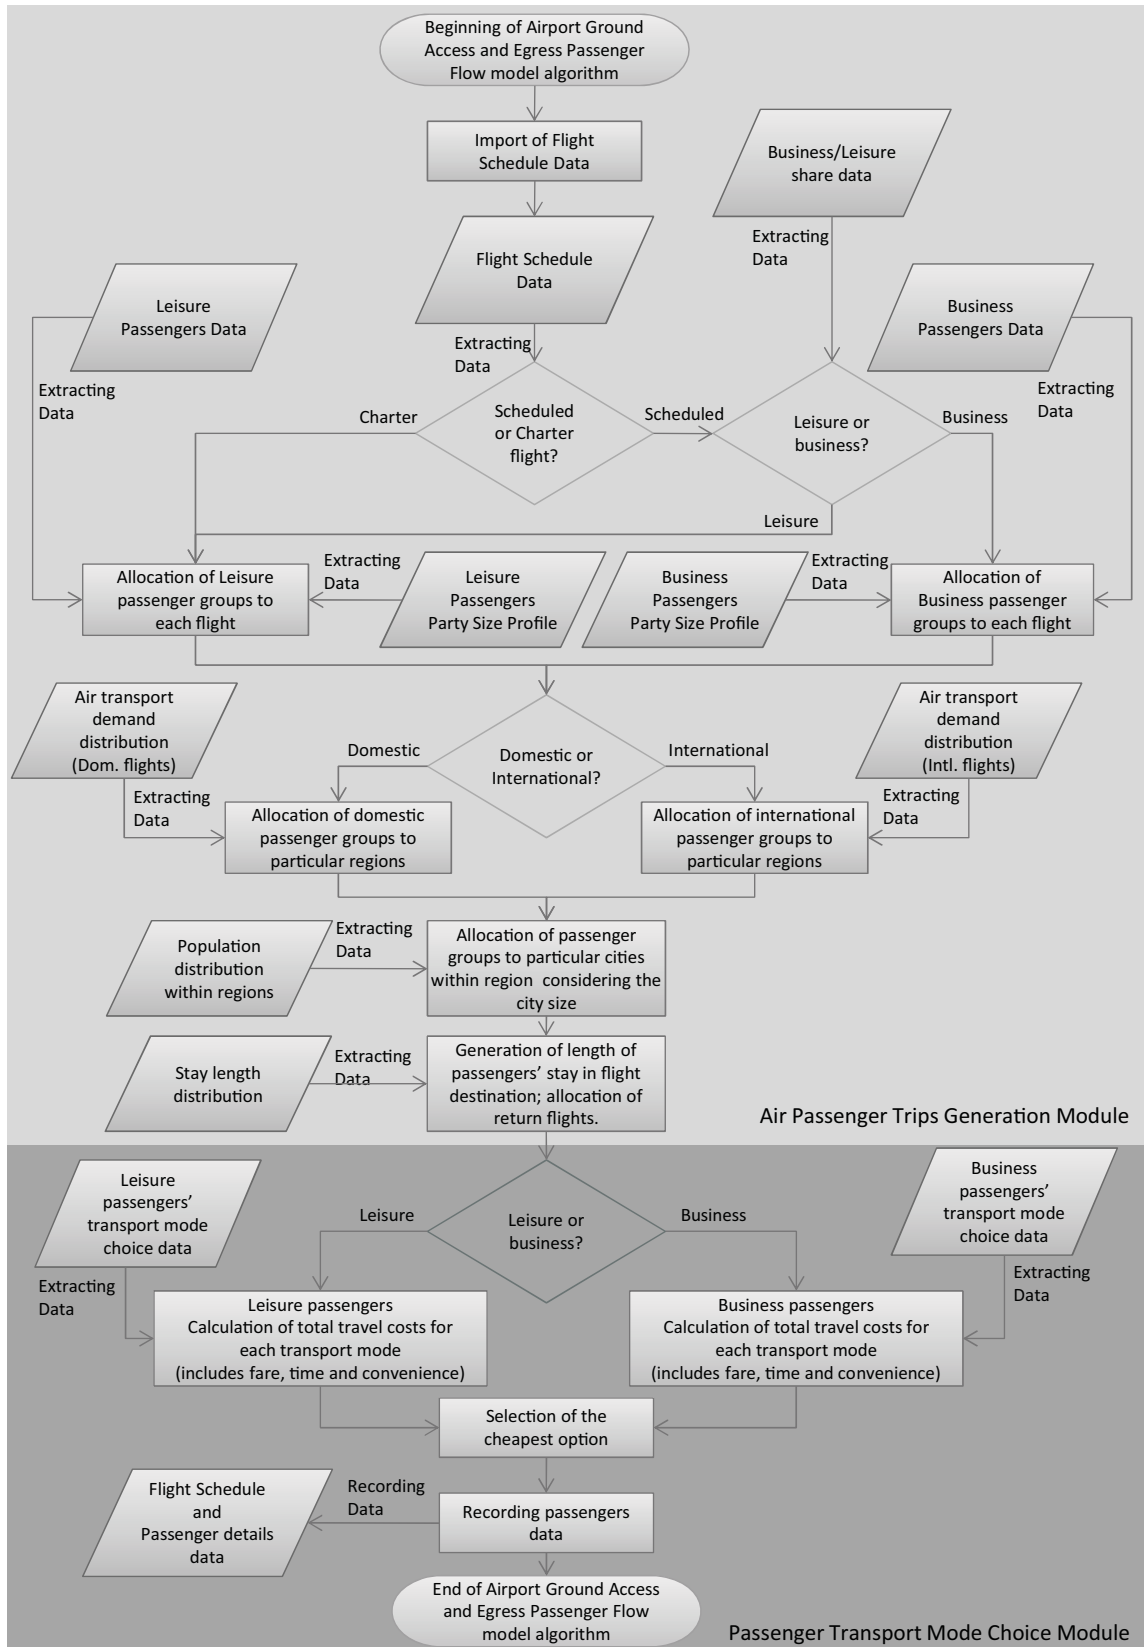 Beginning of Airport Ground
Access and Egress Passenger
Flow model algorithm
Import of Flight
Schedule Data
Business/Leisure
share data
Extracting
Data
Flight Schedule
Data
Leisure
Passengers Data
Business
Passengers Data
Extracting
Data
Extracting
Data
Extracting
Data
Charter
Scheduled
or Charter
flight?
Scheduled
Leisure or
business?
Business
Leisure
Allocation of Leisure
passenger groups to
each flight
Extracting
Data
Leisure
Passengers
Party Size Profile
Business
Passengers
Party Size Profile
Extracting
Data
Allocation of
Business passenger
groups to each flight
Air transport
demand
distribution
(Dom. flights)
Domestic
Domestic or
International?
International
Air transport
demand
distribution
(Intl. flights)
Extracting
Data
Allocation of domestic
passenger groups to
particular regions
Allocation of international
passenger groups to
particular regions
Extracting
Data
Population
distribution
within regions
Extracting
Data
Allocation of passenger
groups to particular cities
within region considering the
city size
Stay length
distribution
Extracting
Data
Generation of length of
passengers' stay in flight
destination; allocation of
return flights.
Air Passenger Trips Generation Module
Leisure
passengers'
transport mode
choice data
Leisure
Leisure or
business?
Business
Business
passengers'
transport mode
choice data
Extracting
Data
Leisure passengers
Calculation of total travel costs for
each transport mode
(includes fare, time and convenience)
Business passengers
Calculation of total travel costs for
each transport mode
(includes fare, time and convenience)
Extracting
Data
Selection of the
cheapest option
Flight Schedule
and
Passenger details
data
Recording
Data
Recording passengers
data
End of Airport Ground Access
and Egress Passenger Flow
model algorithm
Passenger Transport Mode Choice Module